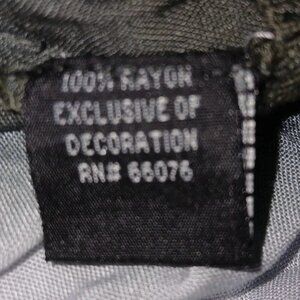 100% RAYON
EXCLUSIVE OF
DECORATION
RN# 66076